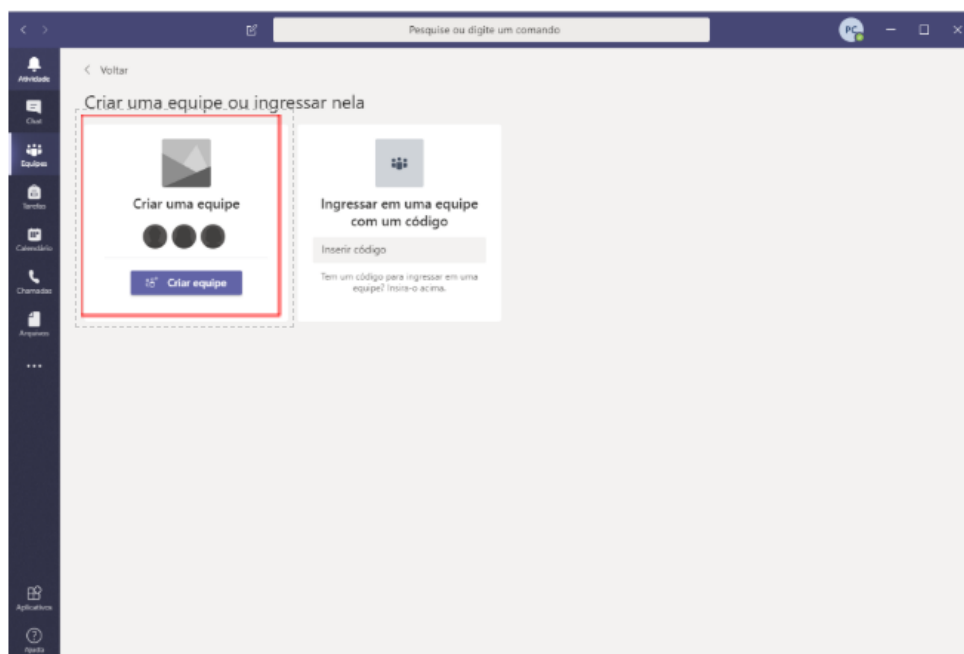 Pesquise ou digite um comando
PC
Atividade
Voltar
Chat
Criar uma equipe ou ingressar nela
Equipes
Criar uma equipe
Ingressar em uma equipe
com um código
Tarefas
Calendário
Inserir código
Criar equipe
Tem um código para ingressar em uma
equipe? Insira-o acima.
Chamadas
Arquivos
Aplicativos
Ajuda